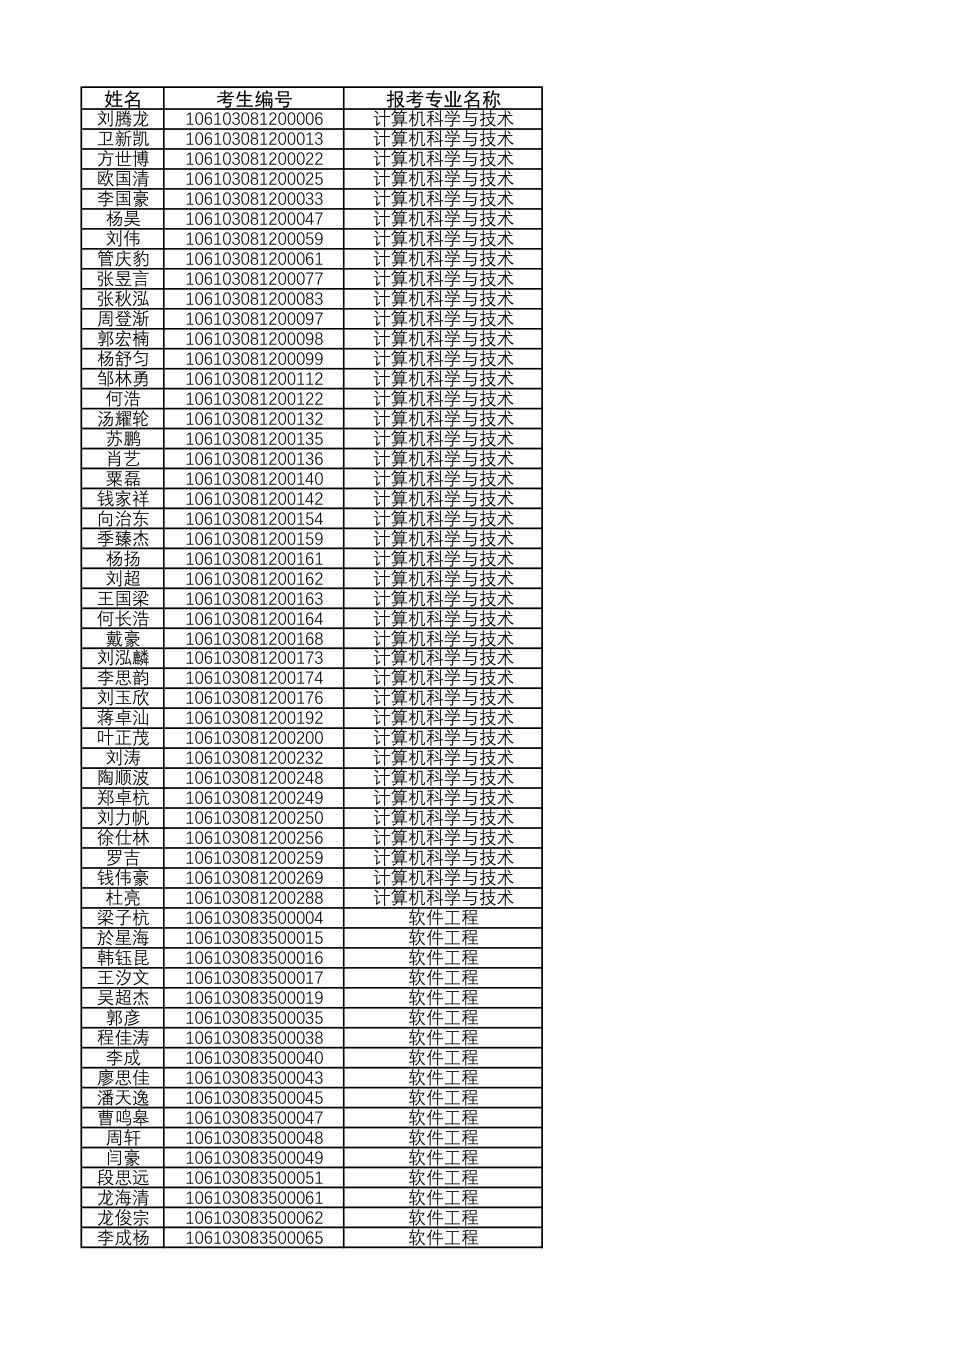 姓名 考生编号 报考专业名称
刘腾龙 106103081200006 计算机科学与技术
卫新凯 106103081200013 计算机科学与技术
方世博 106103081200022 计算机科学与技术
欧国清 106103081200025 计算机科学与技术
李国豪 106103081200033 计算机科学与技术
杨昊 106103081200047 计算机科学与技术
刘伟 106103081200059 计算机科学与技术
管庆豹 106103081200061 计算机科学与技术
张昱言 106103081200077 计算机科学与技术
张秋泓 106103081200083 计算机科学与技术
周登渐 106103081200097 计算机科学与技术
郭宏楠 106103081200098 计算机科学与技术
杨舒匀 106103081200099 计算机科学与技术
邹林勇 106103081200112 计算机科学与技术
何浩 106103081200122 计算机科学与技术
汤耀轮 106103081200132 计算机科学与技术
苏鹏 106103081200135 计算机科学与技术
肖艺 106103081200136 计算机科学与技术
粟磊 106103081200140 计算机科学与技术
钱家祥 106103081200142 计算机科学与技术
向治东 106103081200154 计算机科学与技术
季臻杰 106103081200159 计算机科学与技术
杨扬 106103081200161 计算机科学与技术
刘超 106103081200162 计算机科学与技术
王国梁 106103081200163 计算机科学与技术
何长浩 106103081200164 计算机科学与技术
戴豪 106103081200168 计算机科学与技术
刘泓麟 106103081200173 计算机科学与技术
李思韵 106103081200174 计算机科学与技术
刘玉欣 106103081200176 计算机科学与技术
蒋卓汕 106103081200192 计算机科学与技术
叶正茂 106103081200200 计算机科学与技术
刘涛 106103081200232 计算机科学与技术
陶顺波 106103081200248 计算机科学与技术
郑卓杭 106103081200249 计算机科学与技术
刘力帆 106103081200250 计算机科学与技术
徐仕林 106103081200256 计算机科学与技术
罗吉 106103081200259 计算机科学与技术
钱伟豪 106103081200269 计算机科学与技术
杜亮 106103081200288 计算机科学与技术
梁子杭 106103083500004 软件工程
於星海 106103083500015 软件工程
韩钰昆 106103083500016 软件工程
王汐文 106103083500017 软件工程
吴超杰 106103083500019 软件工程
郭彦 106103083500035 软件工程
程佳涛 106103083500038 软件工程
李成 106103083500040 软件工程
廖思佳 106103083500043 软件工程
潘天逸 106103083500045 软件工程
曹鸣皋 106103083500047 软件工程
周轩 106103083500048 软件工程
闫豪 106103083500049 软件工程
段思远 106103083500051 软件工程
龙海清 106103083500061 软件工程
龙俊宗 106103083500062 软件工程
李成杨 106103083500065 软件工程